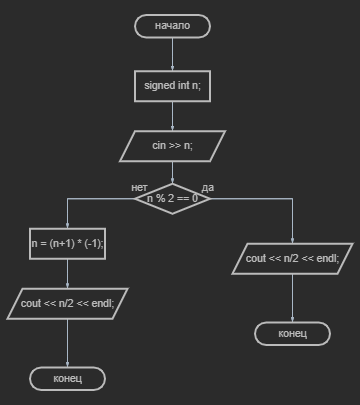 начало
signed int n;
cin >> n;
нет
да
n % 2 == 0
n = (n+1) * (-1);
cout << n/2 << endl;
cout << n/2 << endl;
конец
конец